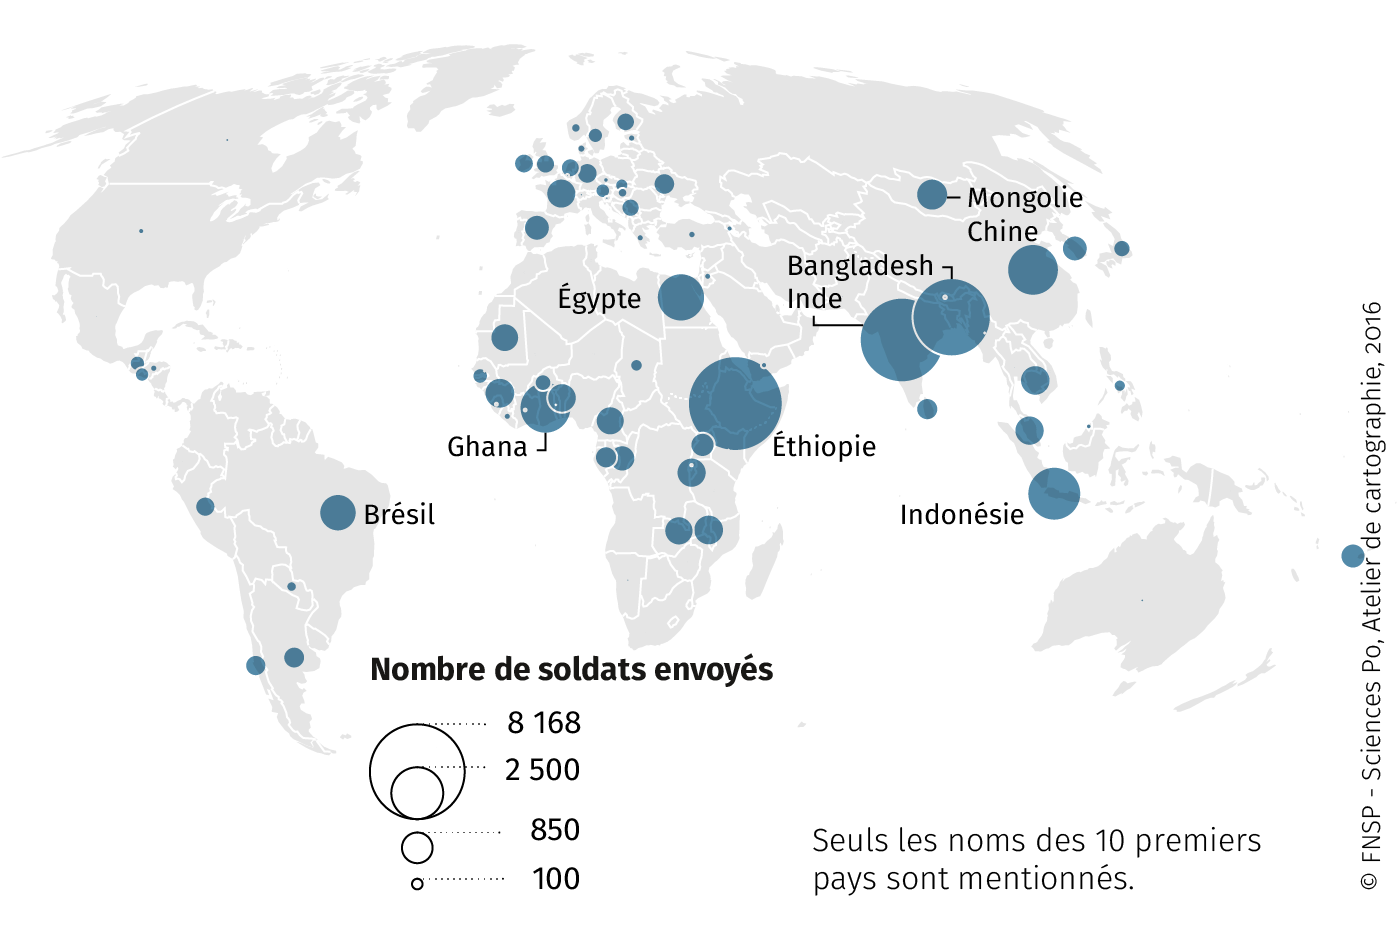 Mongolie
Chine
Bangladesh
Inde
Égypte
Ghana
Éthiopie
Indonésie
Brésil
Nombre de soldats envoyés
8 168
2 500
850
100
Seuls les noms des 10 premiers
pays sont mentionnés.
© FNSP - Sciences Po, Atelier de cartographie, 2016